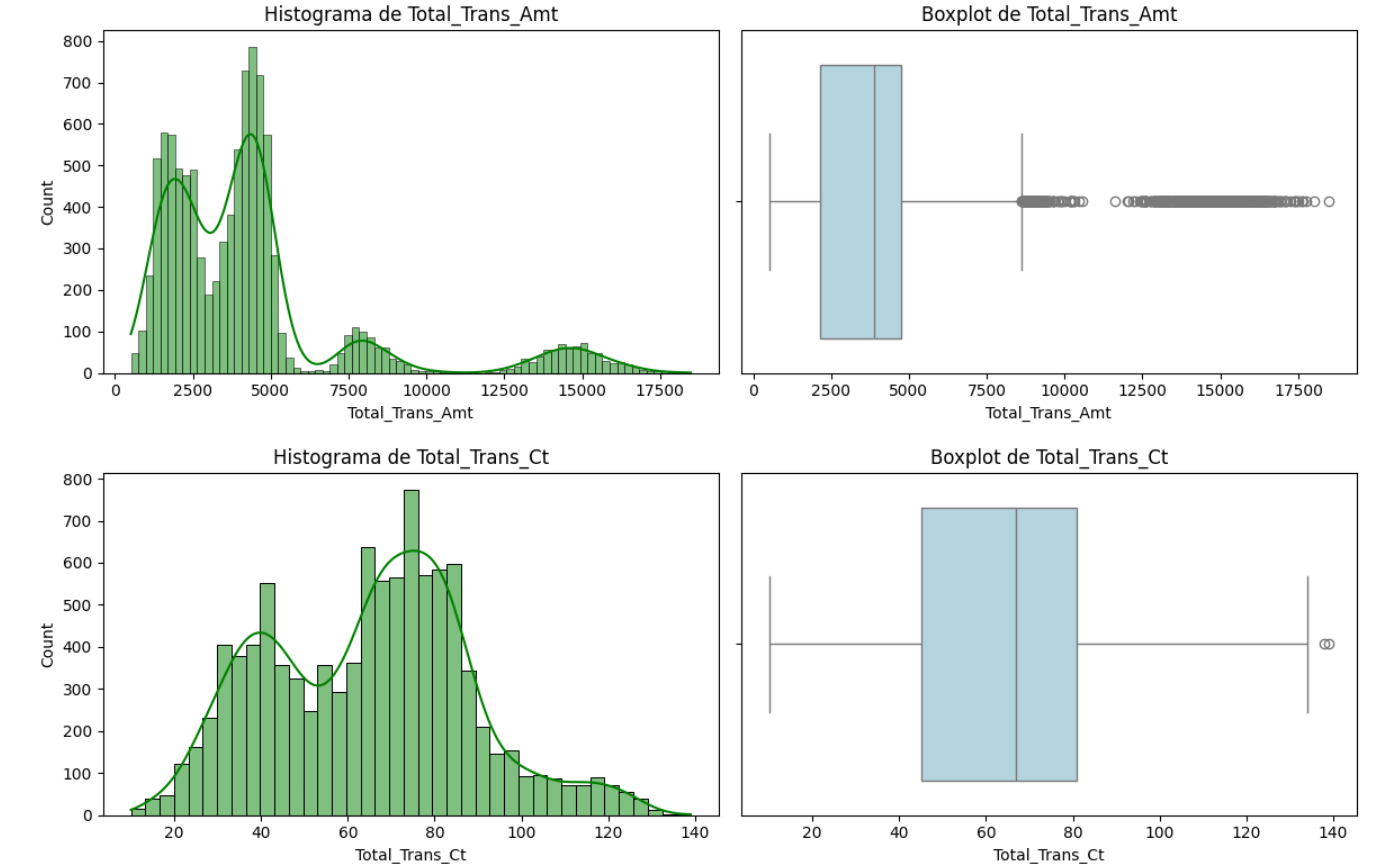 Histograma de Total_Trans_Amt
Count
800
700
600
500
400
300
200
100
0
0 2500 5000 7500 10000 12500 15000 17500
Total_Trans_Amt
Boxplot de Total_Trans_Amt
0 2500 5000 7500 10000 12500 15000 17500
Total_Trans_Amt
Histograma de Total_Trans_Ct
Count
800
700
600
500
400
300
200
100
0
20 40 60 80 100 120 140
Total_Trans_Ct
Boxplot de Total_Trans_Ct
20 40 60 80 100 120 140
Total_Trans_Ct